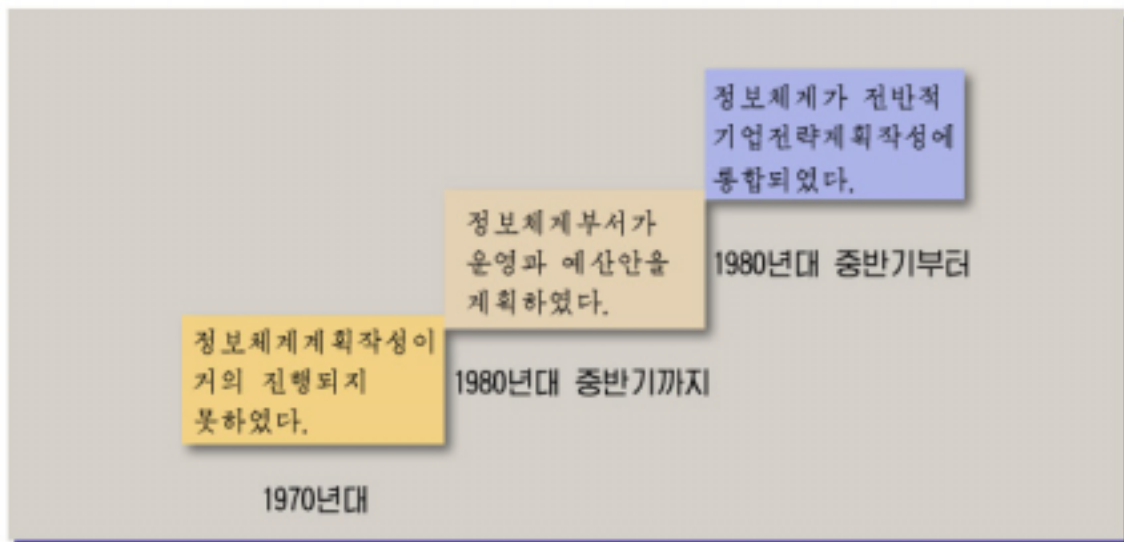 정보체계가 전반적
기업전략계획작성에
통합되였다.
정보체계부서가
운영과 예산안을
계획하였다.
1980년대 중반기부터
정보체계계획작성이
거의 진행되지
못하였다.
1980년대 중반기까지
1970년대